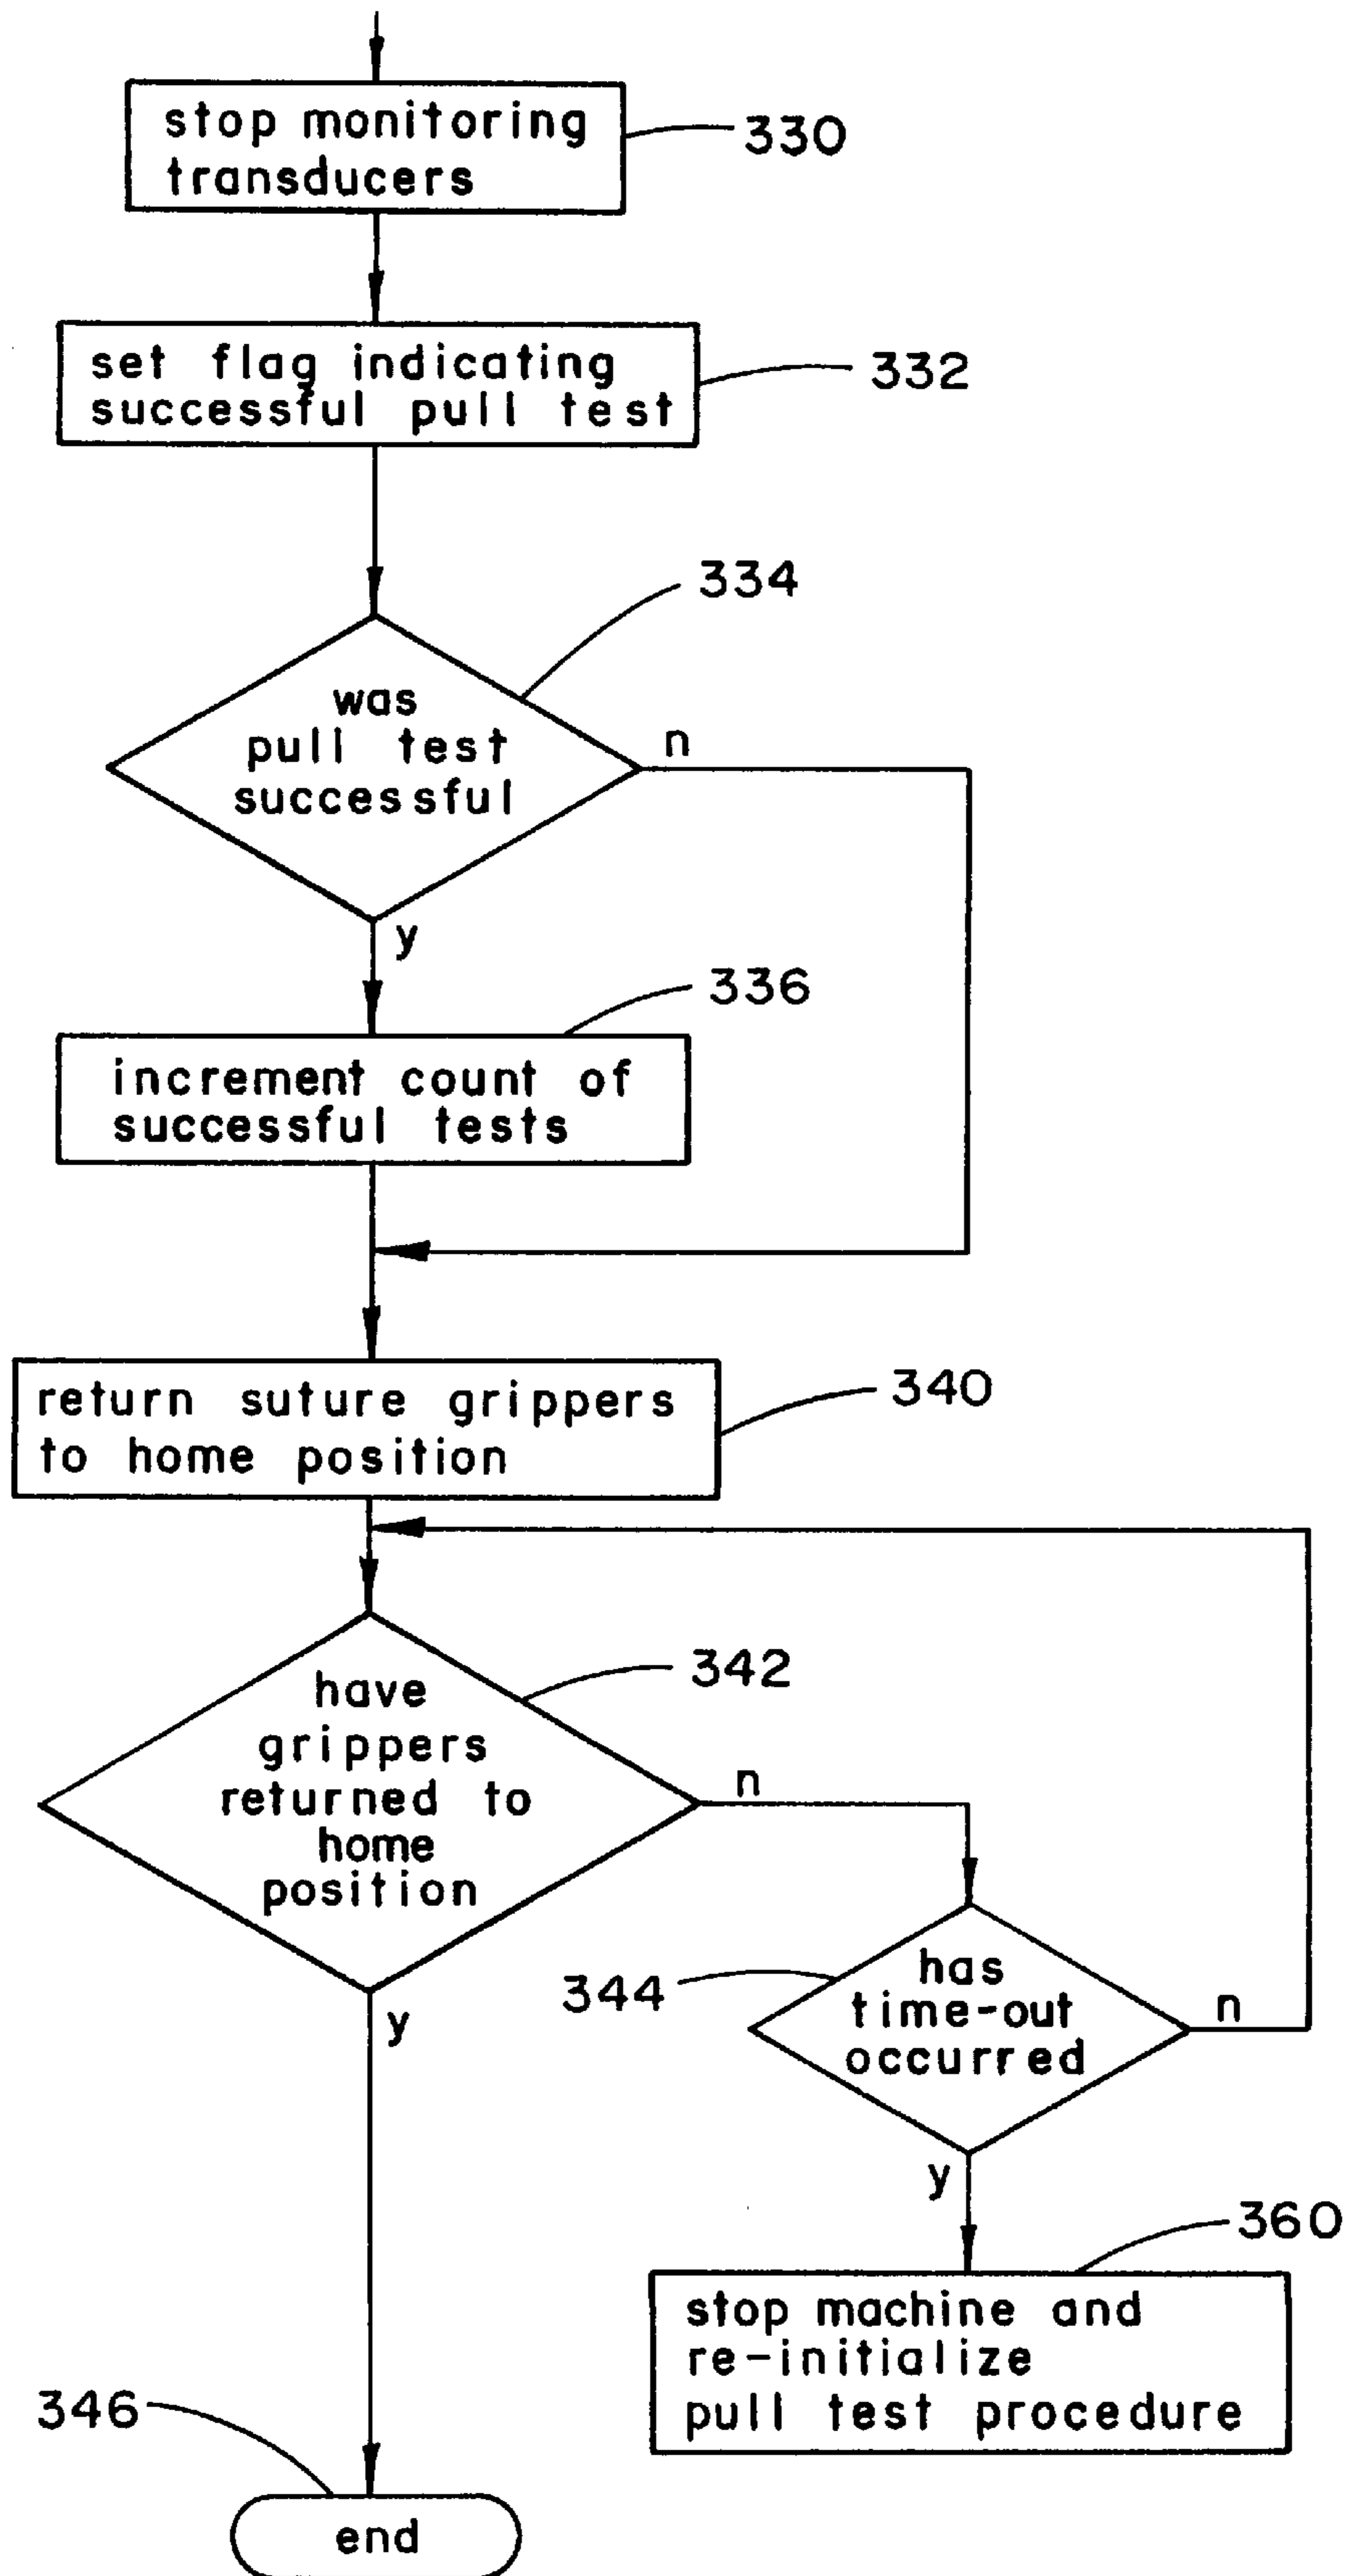 stop monitoring
transducers
330
set flag indicating
successful pull test
332
334
was
pull test
successful
n
y
336
increment count of
successful tests
return suture grippers
to home position
340
342
have
grippers
returned to
home
position
n
y
344
has
time-out
occurred
n
y
360
stop machine and
re-initialize
pull test procedure
346
end